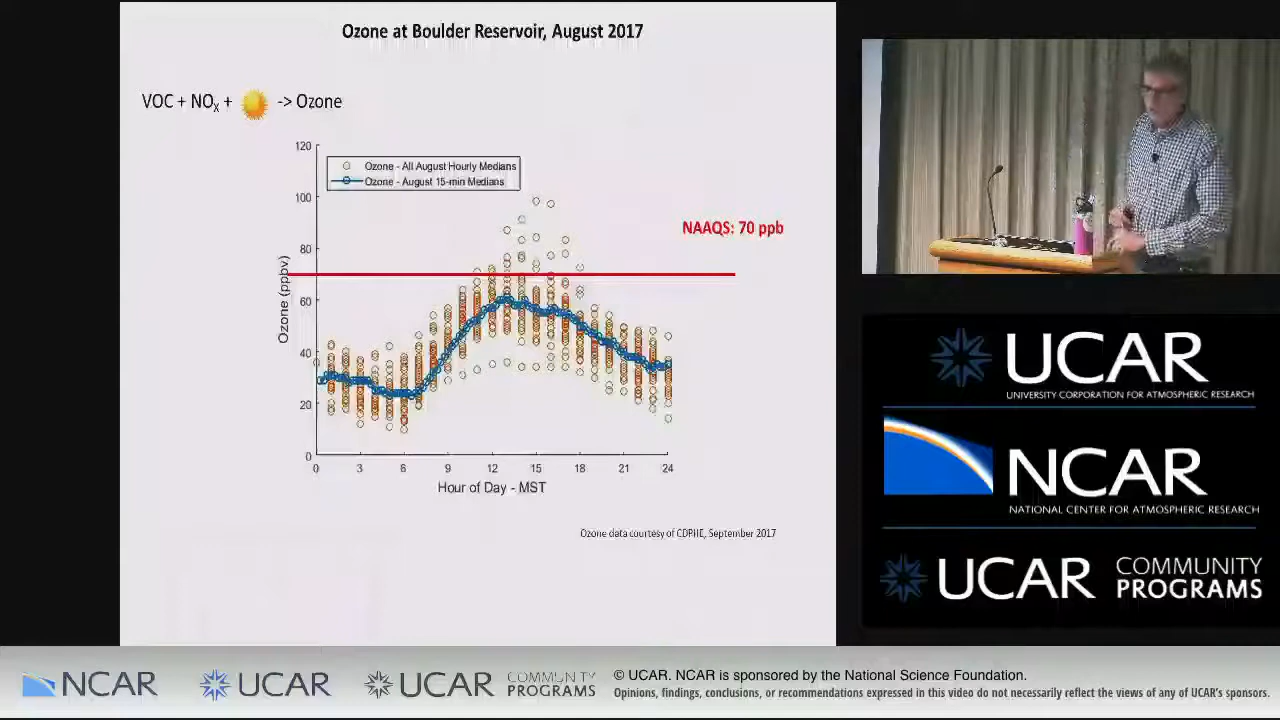 Ozone at Boulder Reservoir, August 2017
VOC + NOx + -> Ozone
120
100
80
60
40
20
0
Ozone (ppbv)
Ozone - All August Hourly Medians
Ozone - August 15-min Medians
NAAQS: 70 ppb
0 3 6 9 12 15 18 21 24
Hour of Day - MST
Ozone data courtesy of CDPHE, September 2017
UCAR
UNIVERSITY CORPORATION FOR ATMOSPHERIC RESEARCH
NCAR
NATIONAL CENTER FOR ATMOSPHERIC RESEARCH
UCAR COMMUNITY
PROGRAMS
NCAR UCAR UCAR COMMUNITY
PROGRAMS
© UCAR. NCAR is sponsored by the National Science Foundation.
Opinions, findings, conclusions, or recommendations expressed in this video do not necessarily reflect the views of any of UCAR's sponsors.